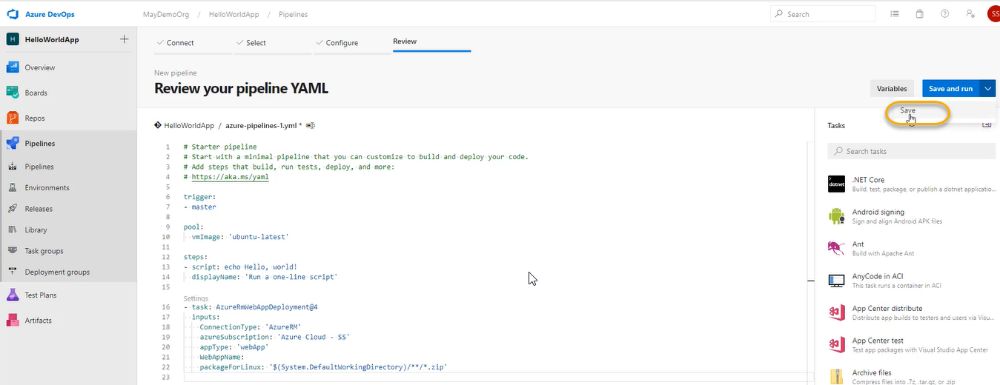 Azure DevOps
MayDemoOrg / HelloWorldApp / Pipelines
Search
SS
H HelloWorldApp
Overview
Boards
Repos
Pipelines
Pipelines
Environments
Releases
Library
Task groups
Deployment groups
Test Plans
Artifacts
Connect
Select
Configure
Review
New pipeline
Review your pipeline YAML
Variables
Save and run
Save
HelloWorldApp / azure-pipelines-1.yml *
1 # Starter pipeline
2 # Start with a minimal pipeline that you can customize to build and deploy your code.
3 # Add steps that build, run tests, deploy, and more:
4 # https://aka.ms/yaml
5
6 trigger:
7 - master
8
9 pool:
10 vmImage: 'ubuntu-latest'
11
12 steps:
13 - script: echo Hello, world!
14 displayName: 'Run a one-line script'
15
Settings
16 - task: AzureRmWebAppDeployment@4
17 inputs:
18 ConnectionType: 'AzureRM'
19 azureSubscription: 'Azure Cloud - SS'
20 appType: 'webApp'
21 WebAppName:
22 packageForLinux: '$(System.DefaultWorkingDirectory)/**/*.zip'
23
Tasks
Search tasks
dotnet
.NET Core
Build, test, package, or publish a dotnet applicatio...
Android signing
Sign and align Android APK files
Ant
Build with Apache Ant
AnyCode in ACI
This task runs a container in ACI
App Center distribute
Distribute app builds to testers and users via Visu...
App Center test
Test app packages with Visual Studio App Center
Archive files
Compress files into .7z, .tar.gz, or .zip